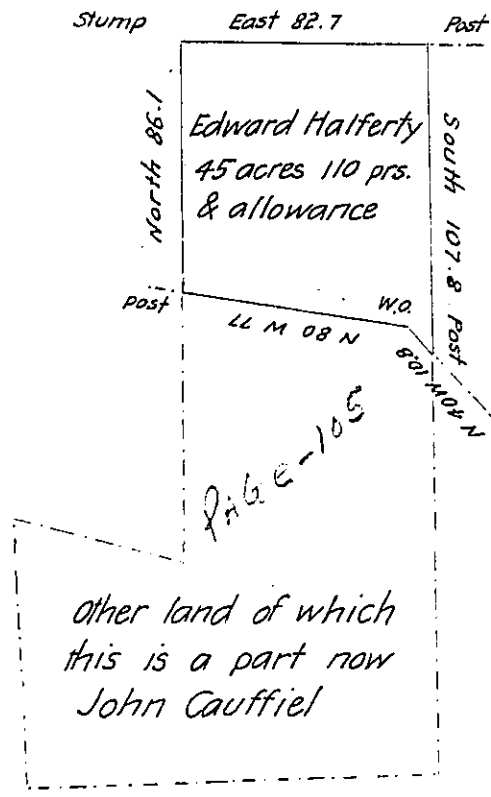 Stump East 82.7 Post
North 86.1
Edward Halferty
45 acres 110 prs.
& allowance
South 107.8 Post
Post
W.O.
N 80 W 77
N 40W 10.8
PAGE-105
other land of which
this is a part now
John Cauffiel